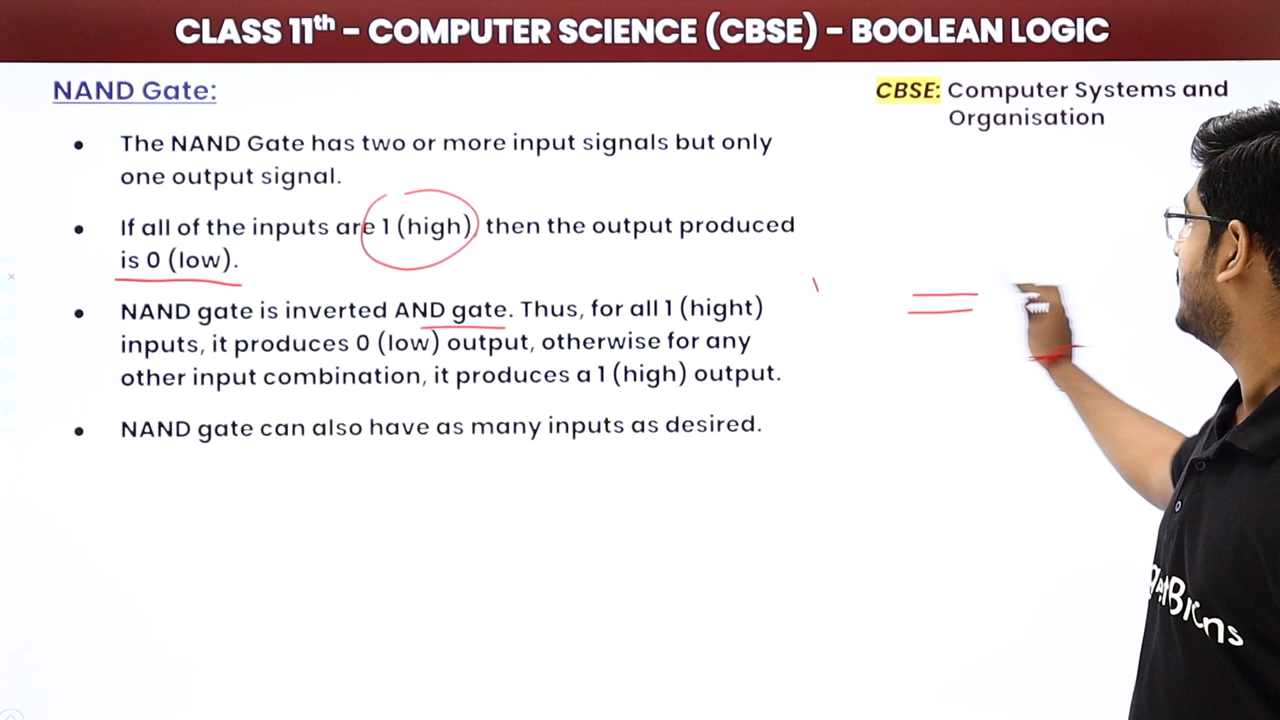 CLASS 11th – COMPUTER SCIENCE (CBSE) – BOOLEAN LOGIC
NAND Gate:
CBSE: Computer Systems and
Organisation
• The NAND Gate has two or more input signals but only
one output signal.
• If all of the inputs are 1 (high) then the output produced
is 0 (low).
• NAND gate is inverted AND gate. Thus, for all 1 (hight)
inputs, it produces 0 (low) output, otherwise for any
other input combination, it produces a 1 (high) output.
• NAND gate can also have as many inputs as desired.